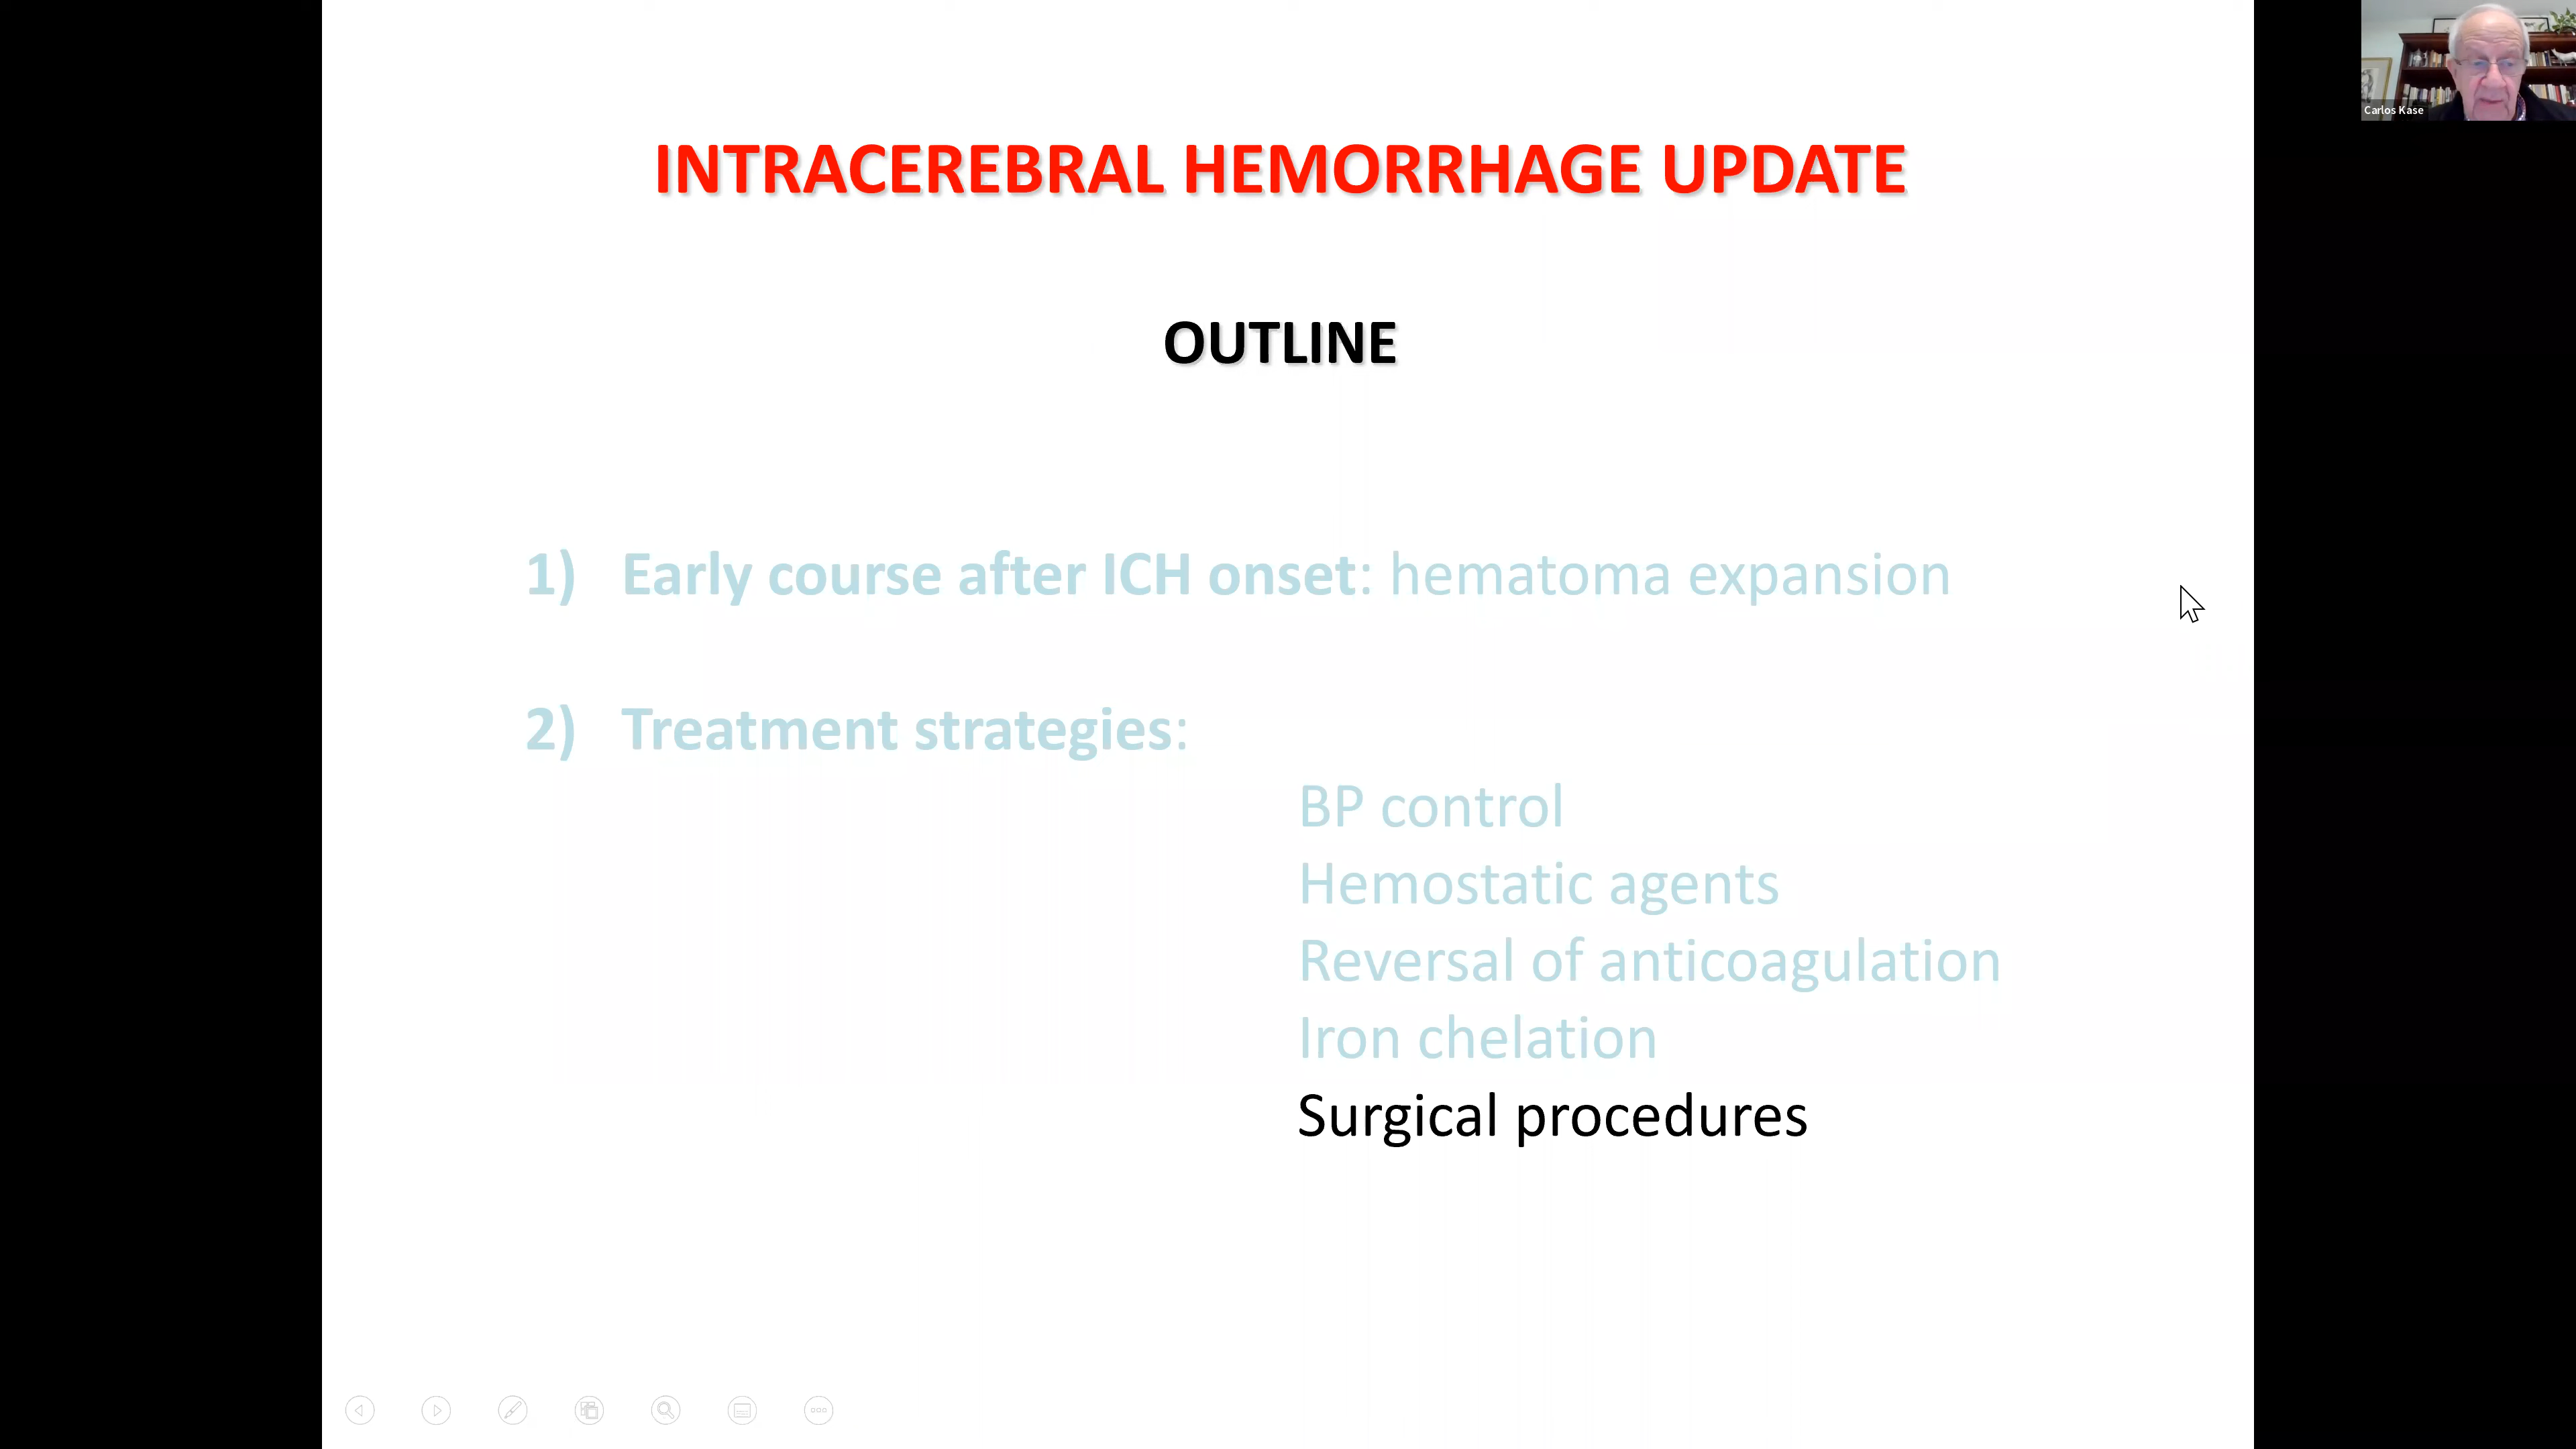 INTRACEREBRAL HEMORRHAGE UPDATE
OUTLINE
1) Early course after ICH onset: hematoma expansion
2) Treatment strategies:
BP control
Hemostatic agents
Reversal of anticoagulation
Iron chelation
Surgical procedures
Carlos Kase